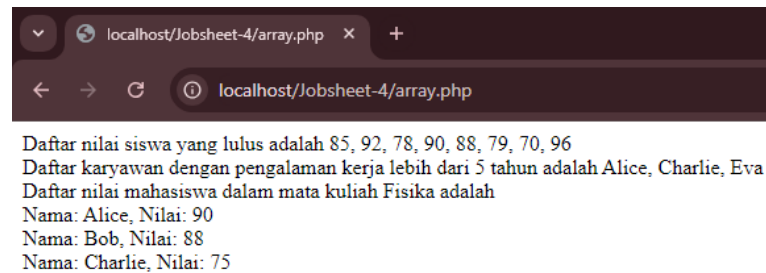 localhost/Jobsheet-4/array.php
localhost/Jobsheet-4/array.php
Daftar nilai siswa yang lulus adalah 85, 92, 78, 90, 88, 79, 70, 96
Daftar karyawan dengan pengalaman kerja lebih dari 5 tahun adalah Alice, Charlie, Eva
Daftar nilai mahasiswa dalam mata kuliah Fisika adalah
Nama: Alice, Nilai: 90
Nama: Bob, Nilai: 88
Nama: Charlie, Nilai: 75